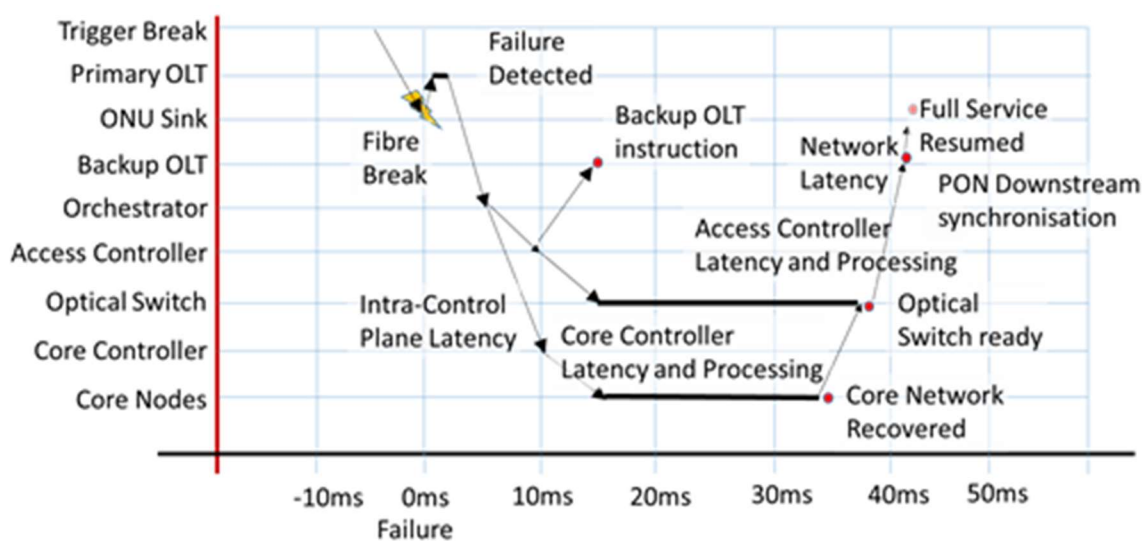 Trigger Break
Primary OLT
ONU Sink
Backup OLT
Orchestrator
Access Controller
Optical Switch
Core Controller
Core Nodes
Failure
Detected
Fibre
Break
Backup OLT
instruction
Full Service
Resumed
Network
Latency
PON Downstream
synchronisation
Access Controller
Latency and Processing
Intra-Control
Plane Latency
Optical
Switch ready
Core Controller
Latency and Processing
Core Network
Recovered
-10ms
0ms
10ms
20ms
30ms
40ms
50ms
Failure